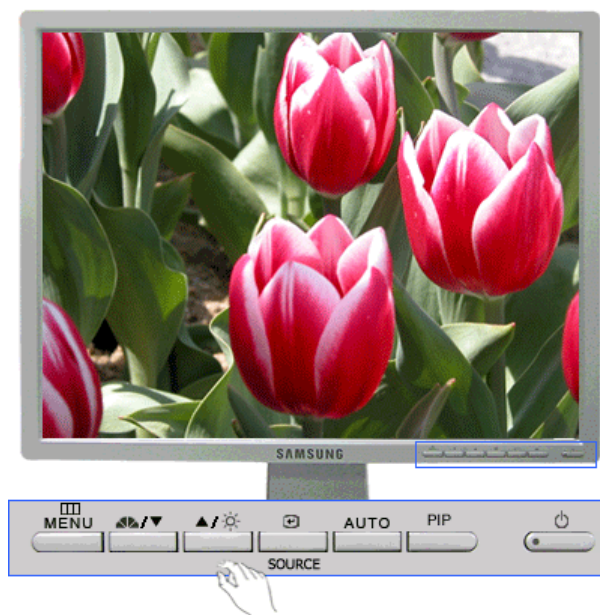 SAMSUNG
MENU
/▼ ▲/
AUTO
PIP
SOURCE